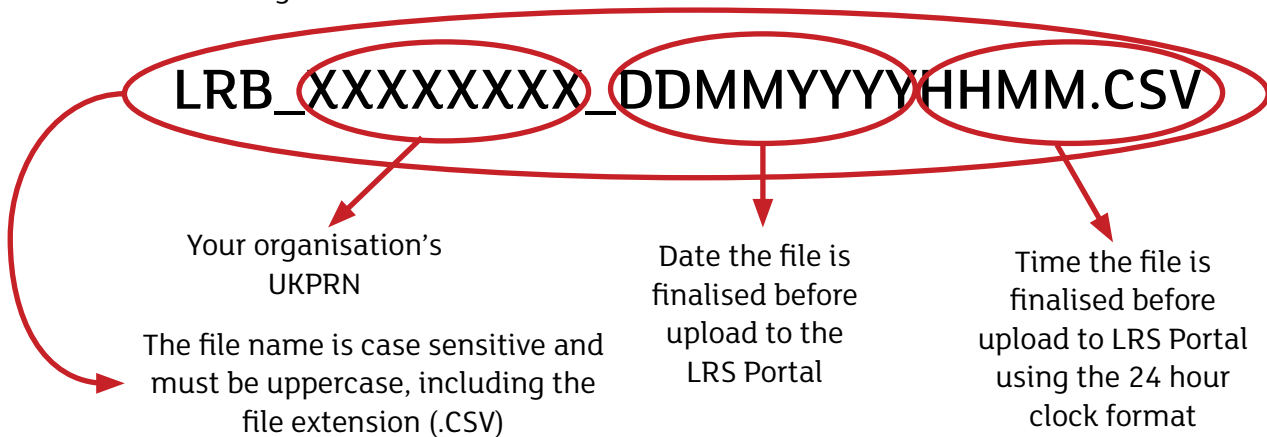 LRB_XXXXXXXX_DDMMYYYYHHMM.CSV
Your organisation's
UKPRN
The file name is case sensitive and
must be uppercase, including the
file extension (.CSV)
Date the file is
finalised before
upload to the
LRS Portal
Time the file is
finalised before
upload to LRS Portal
using the 24 hour
clock format